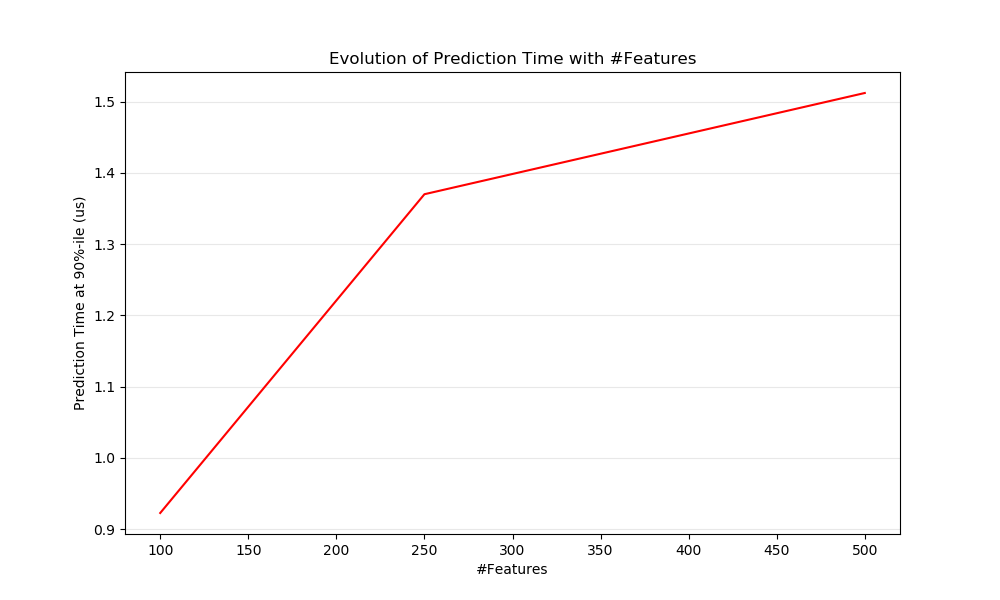 Evolution of Prediction Time with #Features
Prediction Time at 90%-ile (us)
1.5
1.4
1.3
1.2
1.1
1.0
0.9
100 150 200 250 300 350 400 450 500
#Features